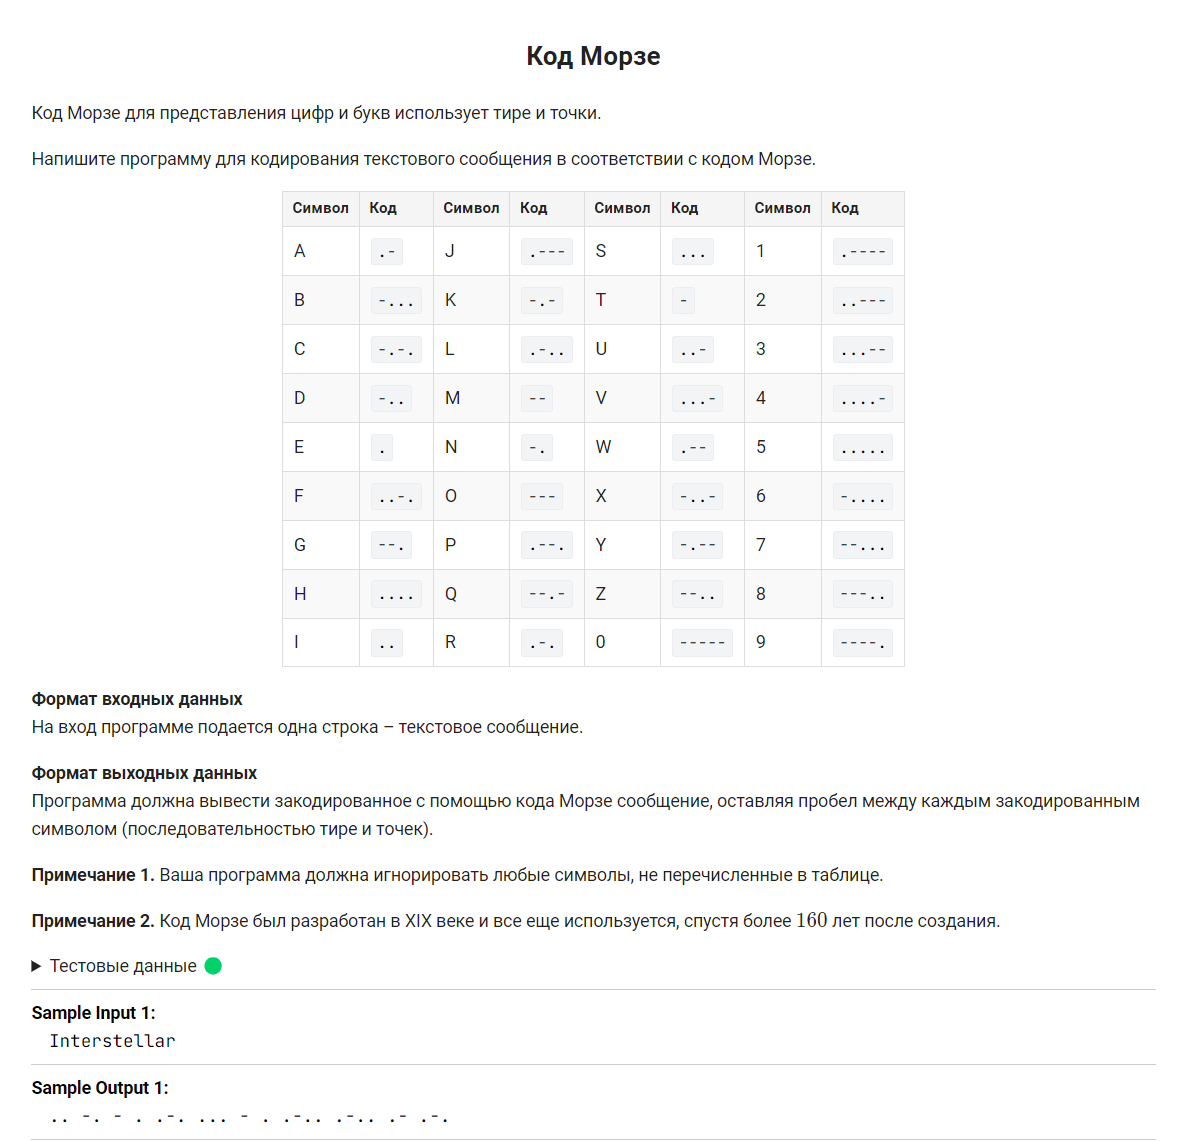 Код Морзе
Код Морзе для представления цифр и букв использует тире и точки.
Напишите программу для кодирования текстового сообщения в соответствии с кодом Морзе.
Символ Код Символ Код Символ Код Символ Код
A .- J .--- S ... 1 .----
B -... K -.- T - 2 ..---
C -.-. L .-.. U ..- 3 ...--
D -.. M -- V ...- 4 ....-
E . N -. W .-- 5 .....
F ..-. O --- X -..- 6 -....
G --. P .--. Y -.-- 7 --...
H .... Q --.- Z --.. 8 ---..
I .. R .-. 0 ----- 9 ----.
Формат входных данных
На вход программе подается одна строка – текстовое сообщение.
Формат выходных данных
Программа должна вывести закодированное с помощью кода Морзе сообщение, оставляя пробел между каждым закодированным
символом (последовательностью тире и точек).
Примечание 1. Ваша программа должна игнорировать любые символы, не перечисленные в таблице.
Примечание 2. Код Морзе был разработан в XIX веке и все еще используется, спустя более 160 лет после создания.
Тестовые данные
Sample Input 1:
Interstellar
Sample Output 1:
.. -. - . .-. ... - . .-.. .-.. .- .-.